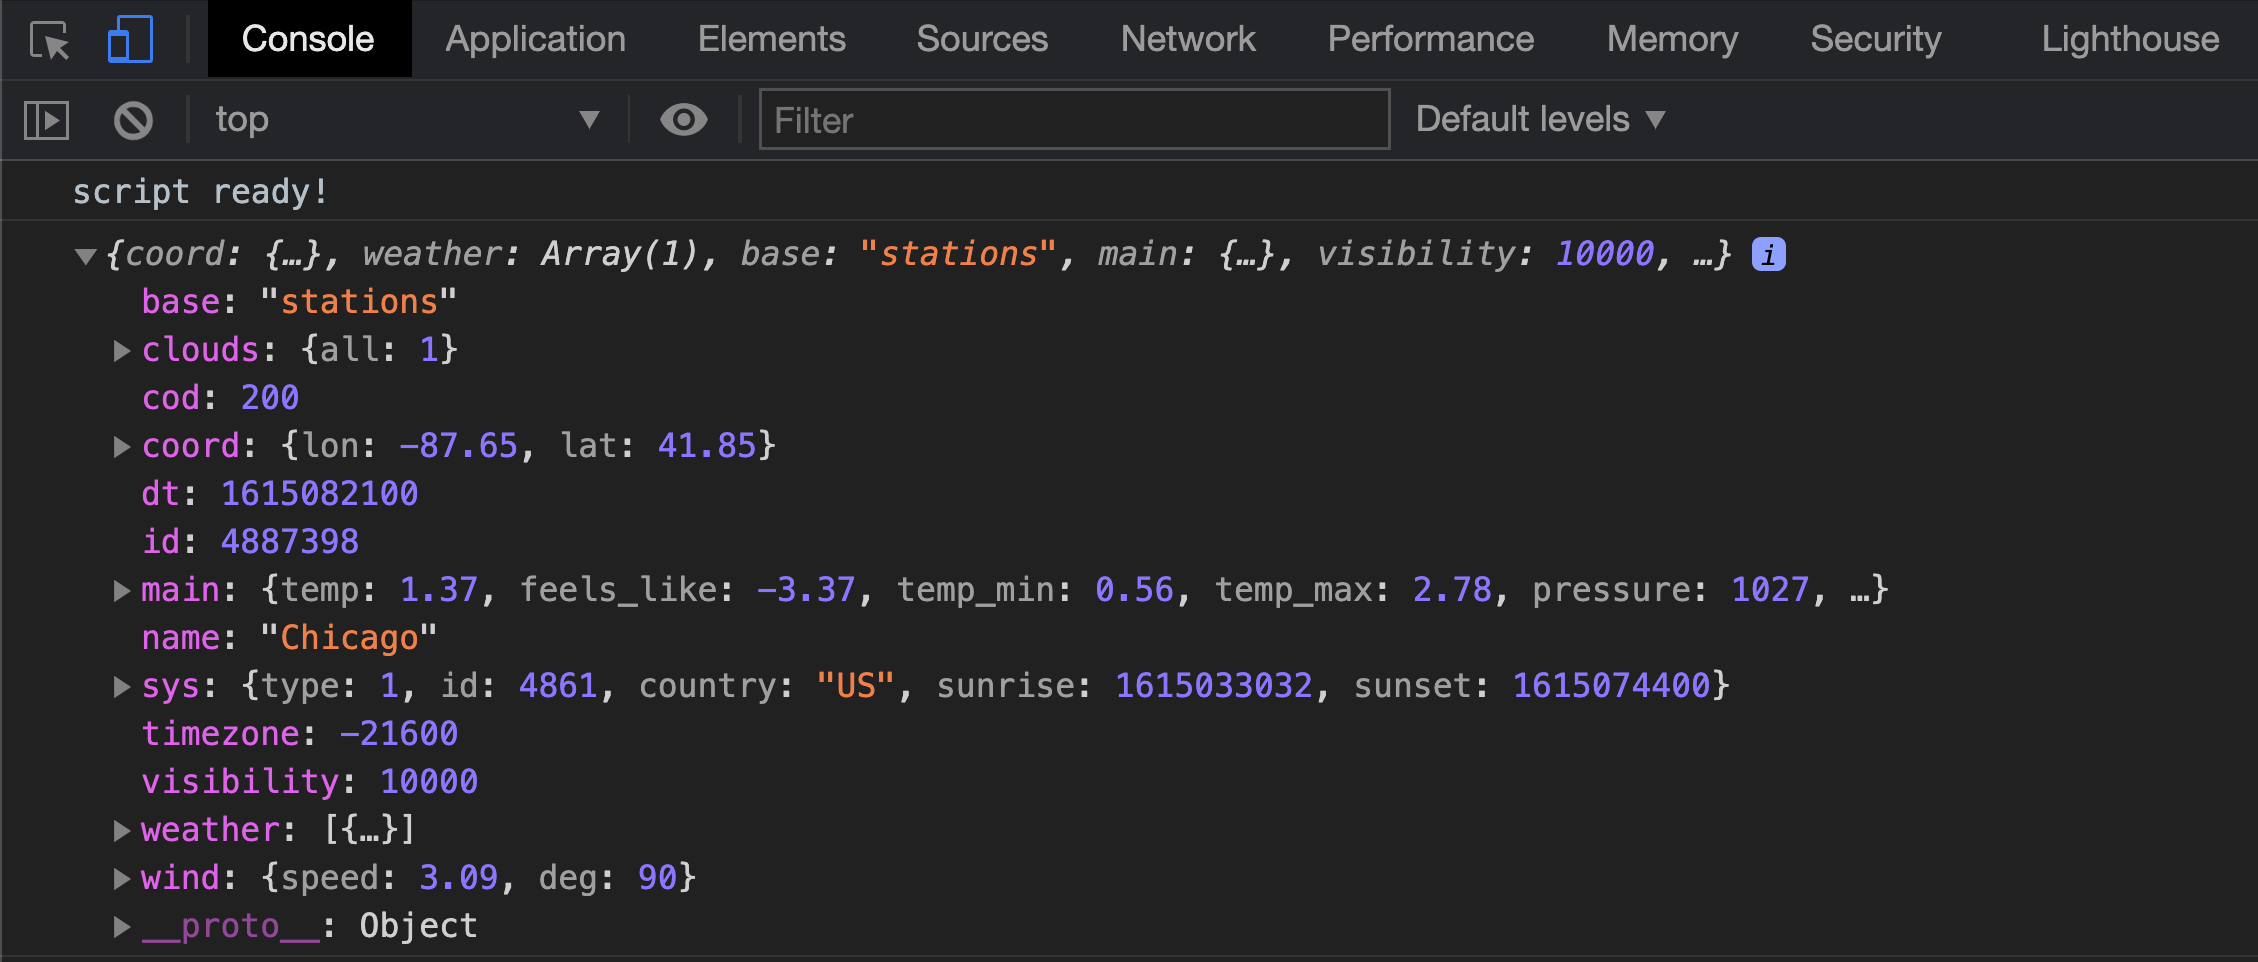 Console Application Elements Sources Network Performance Memory Security Lighthouse
top Filter Default levels
script ready!
{coord: {…}, weather: Array(1), base: "stations", main: {…}, visibility: 10000, …} i
base: "stations"
clouds: {all: 1}
cod: 200
coord: {lon: -87.65, lat: 41.85}
dt: 1615082100
id: 4887398
main: {temp: 1.37, feels_like: -3.37, temp_min: 0.56, temp_max: 2.78, pressure: 1027, …}
name: "Chicago"
sys: {type: 1, id: 4861, country: "US", sunrise: 1615033032, sunset: 1615074400}
timezone: -21600
visibility: 10000
weather: [{…}]
wind: {speed: 3.09, deg: 90}
__proto__: Object